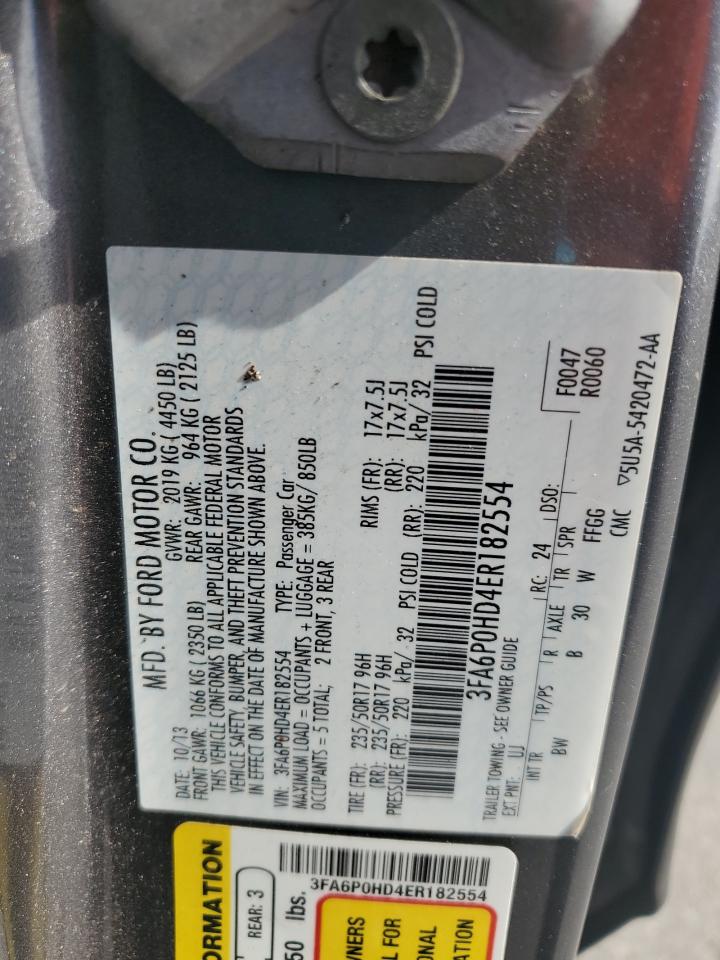 MFD. BY FORD MOTOR CO.
DATE: 10/13 GVWR: 2019 KG ( 4450 LB)
FRONT GAWR: 1066 KG ( 2350 LB) REAR GAWR: 964 KG ( 2125 LB)
THIS VEHICLE CONFORMS TO ALL APPLICABLE FEDERAL MOTOR
VEHICLE SAFETY, BUMPER, AND THEFT PREVENTION STANDARDS
IN EFFECT ON THE DATE OF MANUFACTURE SHOWN ABOVE.
VIN: 3FA6P0HD4ER182554 TYPE: Passenger Car
MAXIMUM LOAD = OCCUPANTS + LUGGAGE = 385KG/ 850LB
OCCUPANTS = 5 TOTAL; 2 FRONT, 3 REAR
TIRE (FR): 235/50R17 96H RIMS (FR): 17x7.5J
(RR): 235/50R17 96H (RR): 17x7.5J
PRESSURE (FR): 220 kPa/ 32 PSI COLD (RR): 220 kPa/ 32 PSI COLD
3FA6P0HD4ER182554
TRAILER TOWING - SEE OWNER GUIDE F0047
EXT PNT: UJ RC: 24 DSO: R0060
INT TR TP/PS R AXLE TR SPR
BW B 30 W FFGG
CMC ▽5U5A-5420472-AA
ORMATION
REAR: 3
50 lbs.
3FA6P0HD4ER182554
WNERS
L FOR
ONAL
ATION